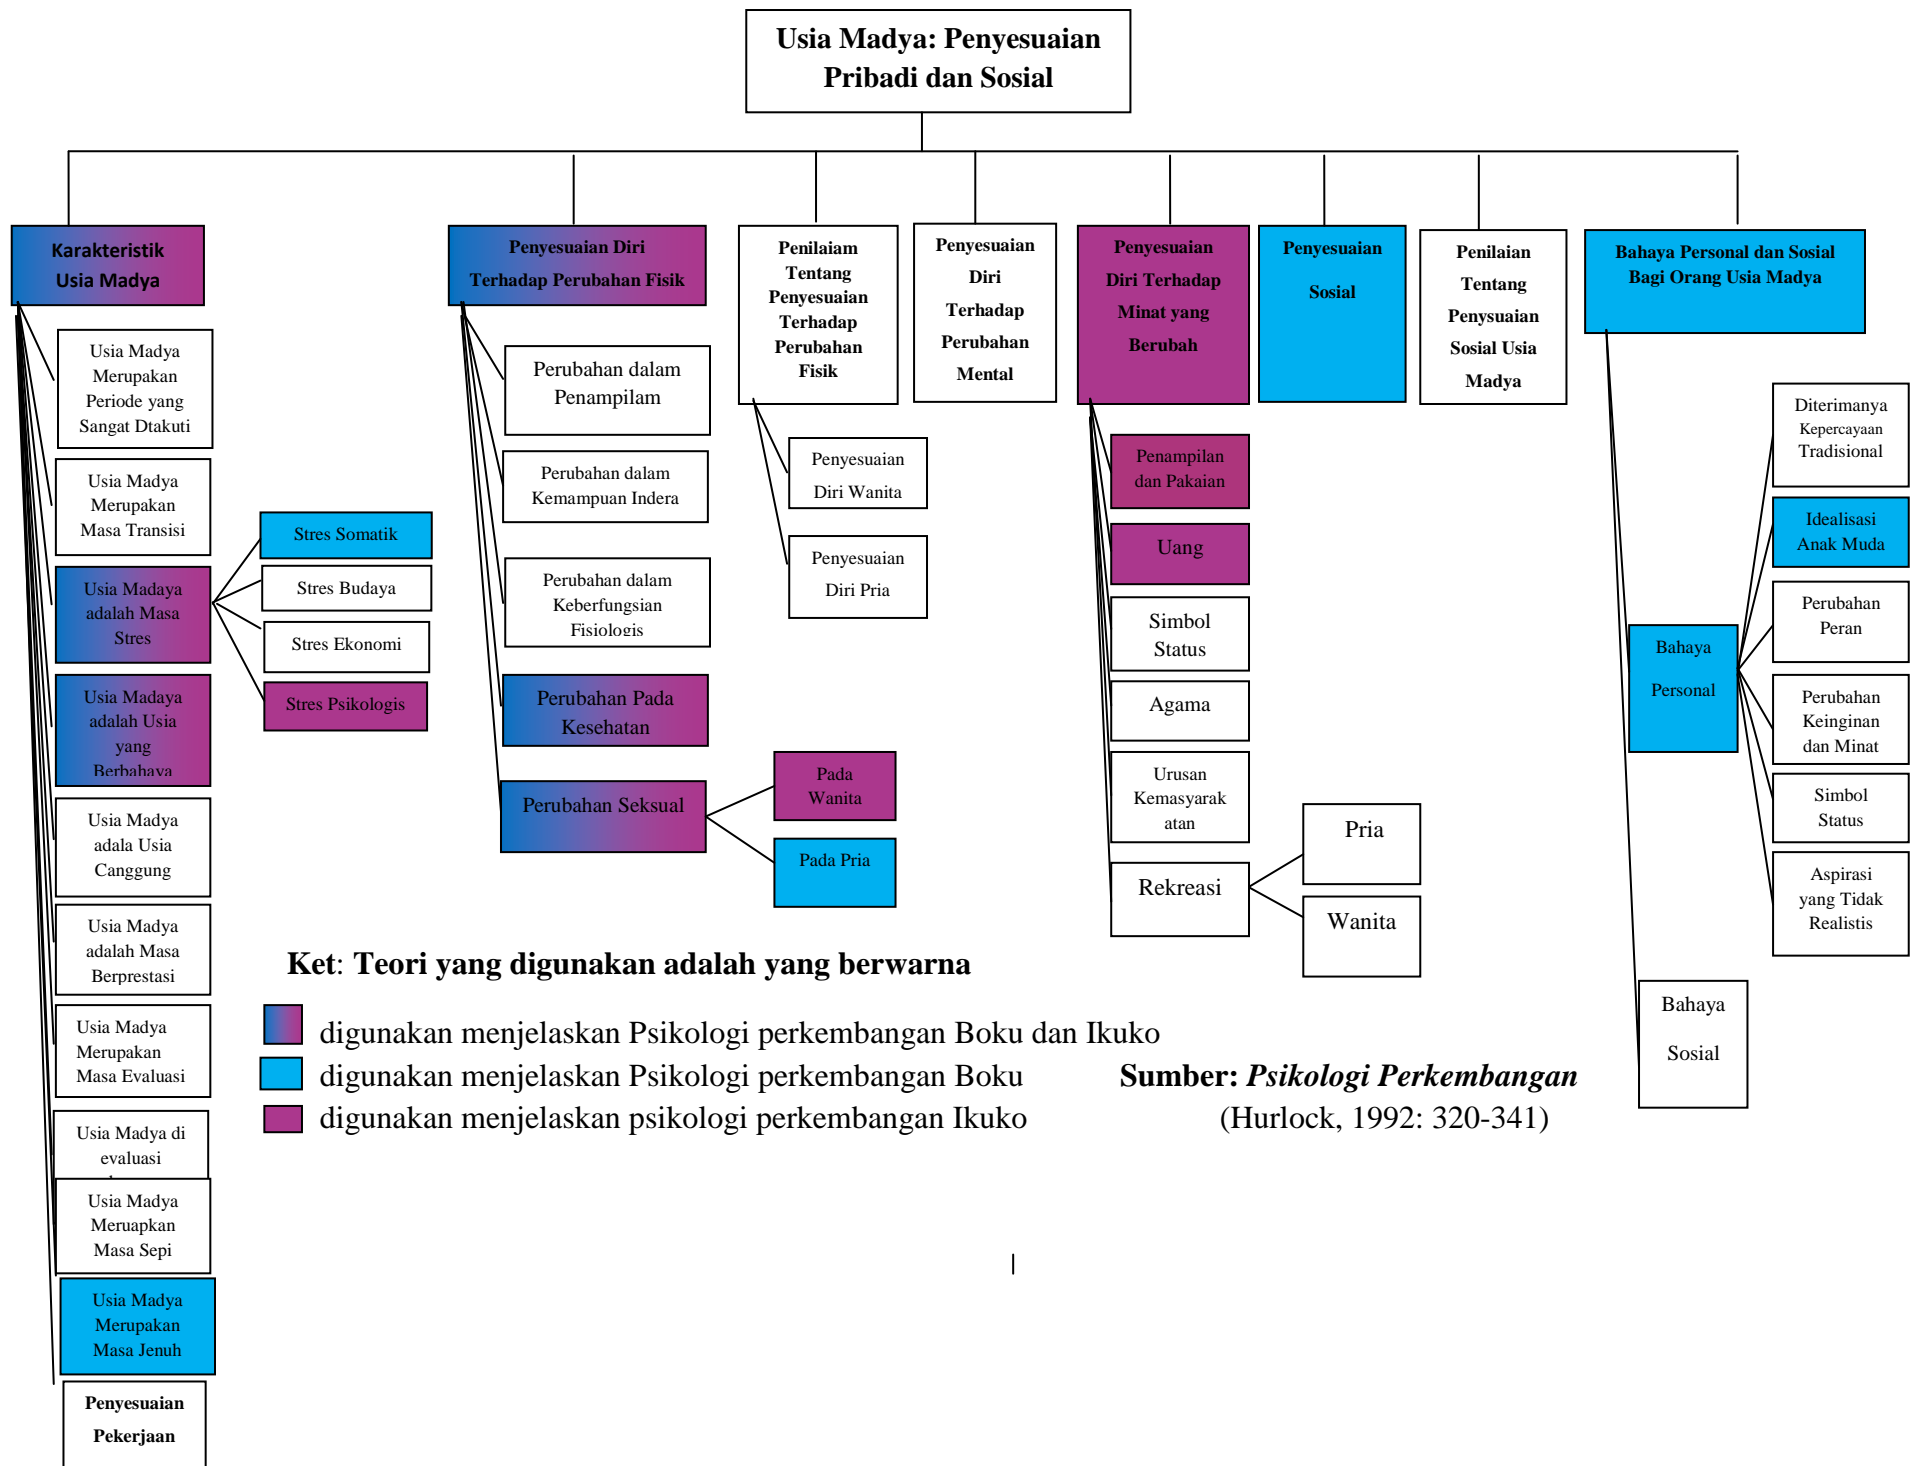 Usia Madya: Penyesuaian
Pribadi dan Sosial
Karakteristik
Usia Madya
Usia Madya
Merupakan
Periode yang
Sangat Dtakuti
Usia Madya
Merupakan
Masa Transisi
Usia Madaya
adalah Masa
Stres
Stres Somatik
Stres Budaya
Stres Ekonomi
Stres Psikologis
Usia Madaya
adalah Usia
yang
Berbahaya
Usia Madya
adala Usia
Canggung
Usia Madya
adalah Masa
Berprestasi
Usia Madya
Merupakan
Masa Evaluasi
Usia Madya di
evaluasi
Usia Madya
Meruapkan
Masa Sepi
Usia Madya
Merupakan
Masa Jenuh
Penyesuaian
Pekerjaan
Penyesuaian Diri
Terhadap Perubahan Fisik
Perubahan dalam
Penampilam
Perubahan dalam
Kemampuan Indera
Perubahan dalam
Keberfungsian
Fisiologis
Perubahan Pada
Kesehatan
Perubahan Seksual
Pada
Wanita
Pada Pria
Penilaiam
Tentang
Penyesuaian
Terhadap
Perubahan
Fisik
Penyesuaian
Diri Wanita
Penyesuaian
Diri Pria
Penyesuaian
Diri
Terhadap
Perubahan
Mental
Penyesuaian
Diri Terhadap
Minat yang
Berubah
Penampilan
dan Pakaian
Uang
Simbol
Status
Agama
Urusan
Kemasyarak
atan
Rekreasi
Pria
Wanita
Penyesuaian
Sosial
Penilaian
Tentang
Penysuaian
Sosial Usia
Madya
Bahaya Personal dan Sosial
Bagi Orang Usia Madya
Bahaya
Personal
Diterimanya
Kepercayaan
Tradisional
Idealisasi
Anak Muda
Perubahan
Peran
Perubahan
Keinginan
dan Minat
Simbol
Status
Aspirasi
yang Tidak
Realistis
Bahaya
Sosial
Ket: Teori yang digunakan adalah yang berwarna
digunakan menjelaskan Psikologi perkembangan Boku dan Ikuko
digunakan menjelaskan Psikologi perkembangan Boku
digunakan menjelaskan psikologi perkembangan Ikuko
Sumber: Psikologi Perkembangan
(Hurlock, 1992: 320-341)